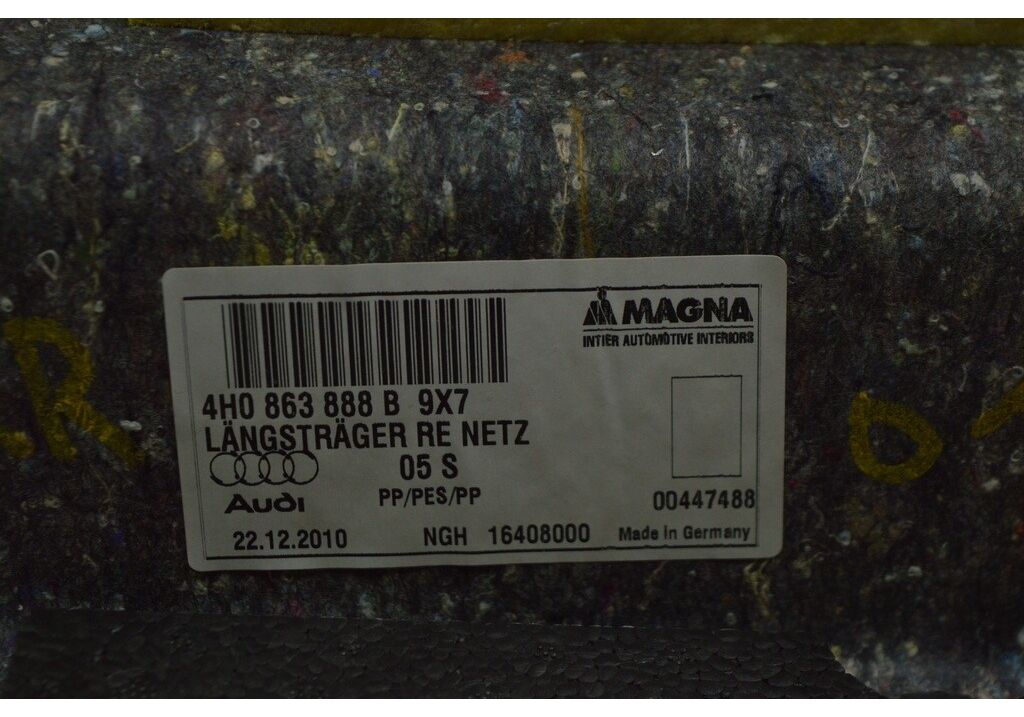 MAGNA
INTIER AUTOMOTIVE INTERIORS
4H0 863 888 B 9X7
LÄNGSTRÄGER RE NETZ
05 S
Audi
PP/PES/PP
00447488
22.12.2010 NGH 16408000 Made in Germany
R
0